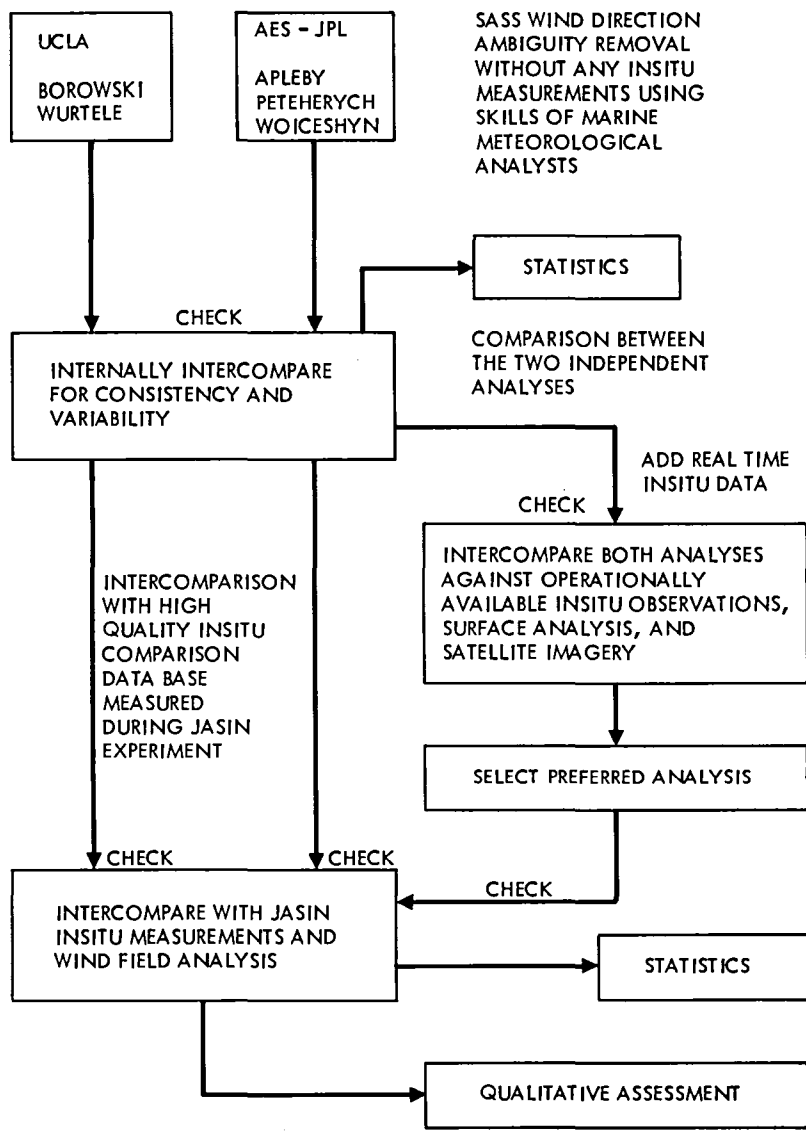 UCLA
BOROWSKI
WURTELE
AES - JPL
APLEBY
PETEHERYCH
WOICESHYN
SASS WIND DIRECTION
AMBIGUITY REMOVAL
WITHOUT ANY INSITU
MEASUREMENTS USING
SKILLS OF MARINE
METEOROLOGICAL
ANALYSTS
STATISTICS
CHECK
INTERNALLY INTERCOMPARE
FOR CONSISTENCY AND
VARIABILITY
COMPARISON BETWEEN
THE TWO INDEPENDENT
ANALYSES
ADD REAL TIME
INSITU DATA
CHECK
INTERCOMPARE BOTH ANALYSES
AGAINST OPERATIONALLY
AVAILABLE INSITU OBSERVATIONS,
SURFACE ANALYSIS, AND
SATELLITE IMAGERY
INTERCOMPARISON
WITH HIGH
QUALITY INSITU
COMPARISON
DATA BASE
MEASURED
DURING JASIN
EXPERIMENT
SELECT PREFERRED ANALYSIS
CHECK
CHECK
CHECK
INTERCOMPARE WITH JASIN
INSITU MEASUREMENTS AND
WIND FIELD ANALYSIS
STATISTICS
QUALITATIVE ASSESSMENT